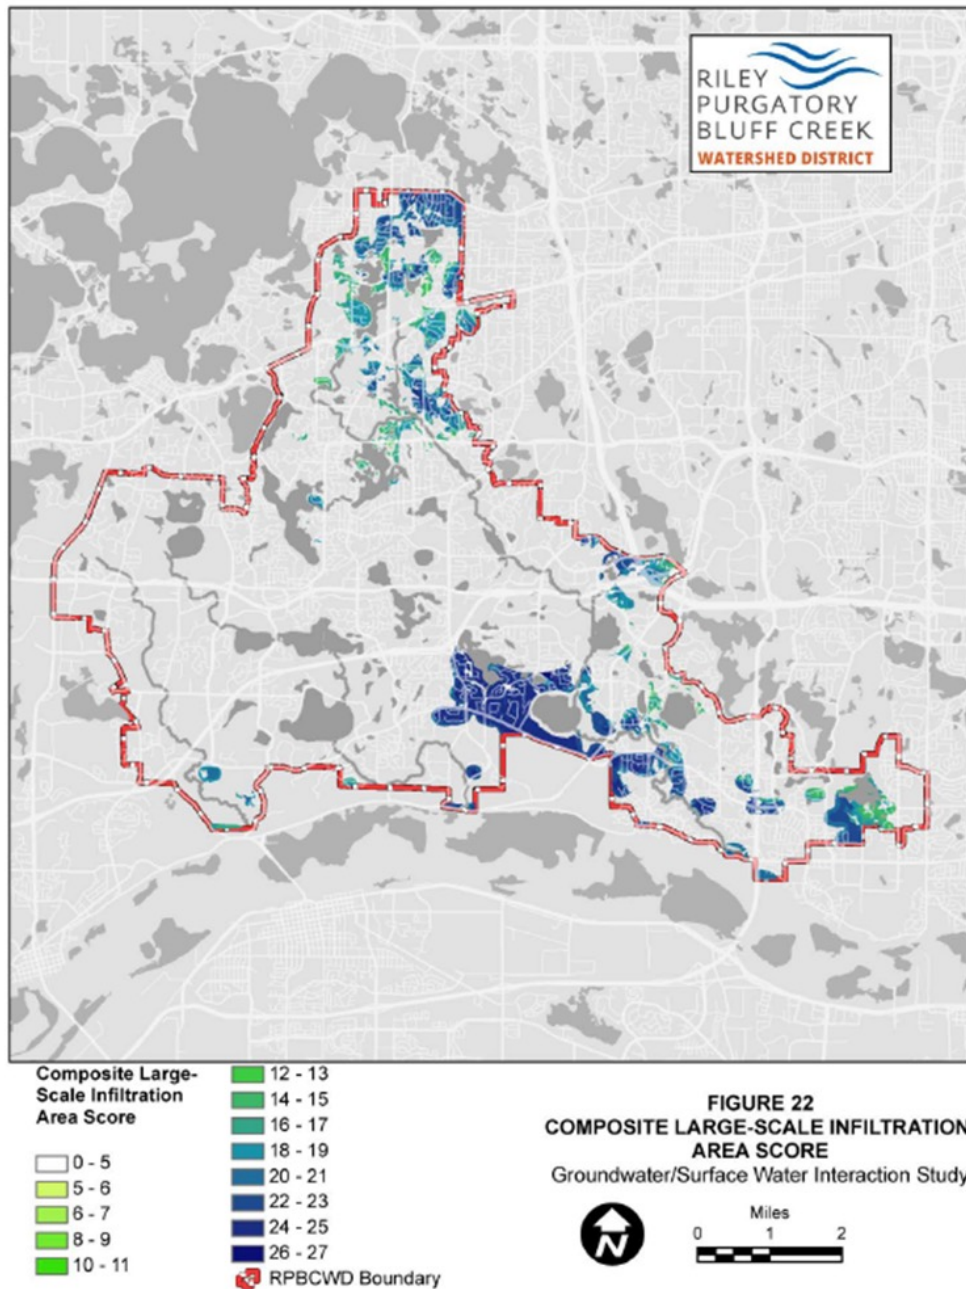 RILEY
PURGATORY
BLUFF CREEK
WATERSHED DISTRICT
Composite Large-
Scale Infiltration
Area Score
0 - 5
5 - 6
6 - 7
8 - 9
10 - 11
12 - 13
14 - 15
16 - 17
18 - 19
20 - 21
22 - 23
24 - 25
26 - 27
RPBCWD Boundary
FIGURE 22
COMPOSITE LARGE-SCALE INFILTRATION
AREA SCORE
Groundwater/Surface Water Interaction Study
N
Miles
0 1 2